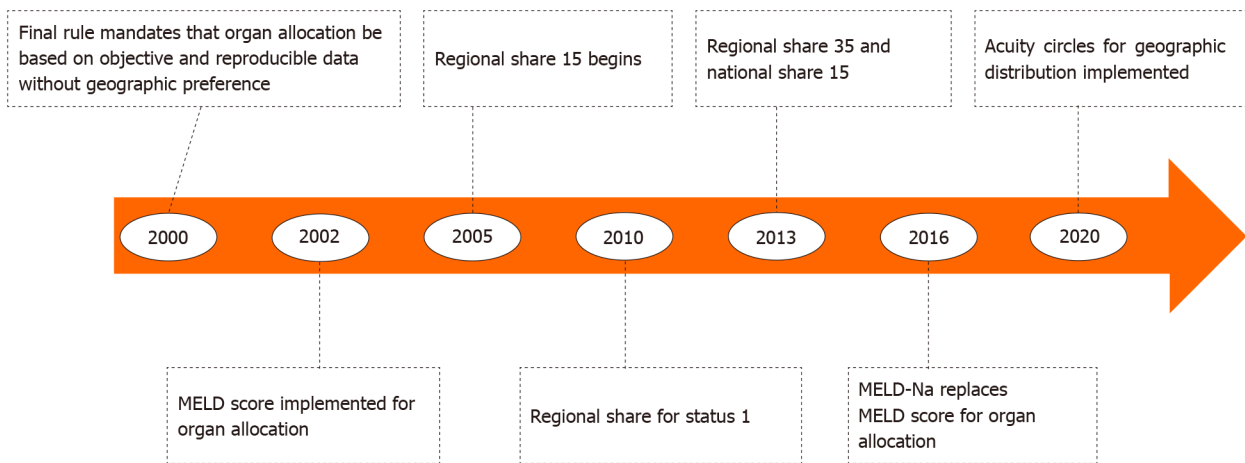 Final rule mandates that organ allocation be
based on objective and reproducible data
without geographic preference
Regional share 15 begins
Regional share 35 and
national share 15
Acuity circles for geographic
distribution implemented
2000
2002
2005
2010
2013
2016
2020
MELD score implemented for
organ allocation
Regional share for status 1
MELD-Na replaces
MELD score for organ
allocation